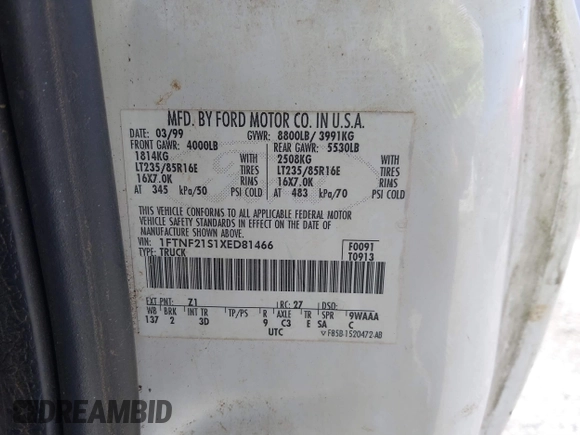 MFD. BY FORD MOTOR CO. IN U.S.A.
DATE: 03/99 GVWR: 8800LB/ 3991KG
FRONT GAWR: 4000LB REAR GAWR: 5530LB
1814KG WITH 2508KG WITH
LT235/85R16E TIRES LT235/85R16E TIRES
16X7.0K RIMS 16X7.0K RIMS
AT 345 kPa/50 PSI COLD AT 483 kPa/70 PSI COLD
THIS VEHICLE CONFORMS TO ALL APPLICABLE FEDERAL MOTOR
VEHICLE SAFETY STANDARDS IN EFFECT ON THE DATE OF
MANUFACTURE SHOWN ABOVE.
VIN: 1FTNF21S1XED81466 F0091
TYPE: TRUCK T0913
EXT PNT: Z1 RC: 27 DSO:
WB BRK INT TR TP/PS R AXLE TR SPR 9WAAA
137 2 3D 9 C3 E SA C
UTC F85B-1520472-AB
DREAMBID